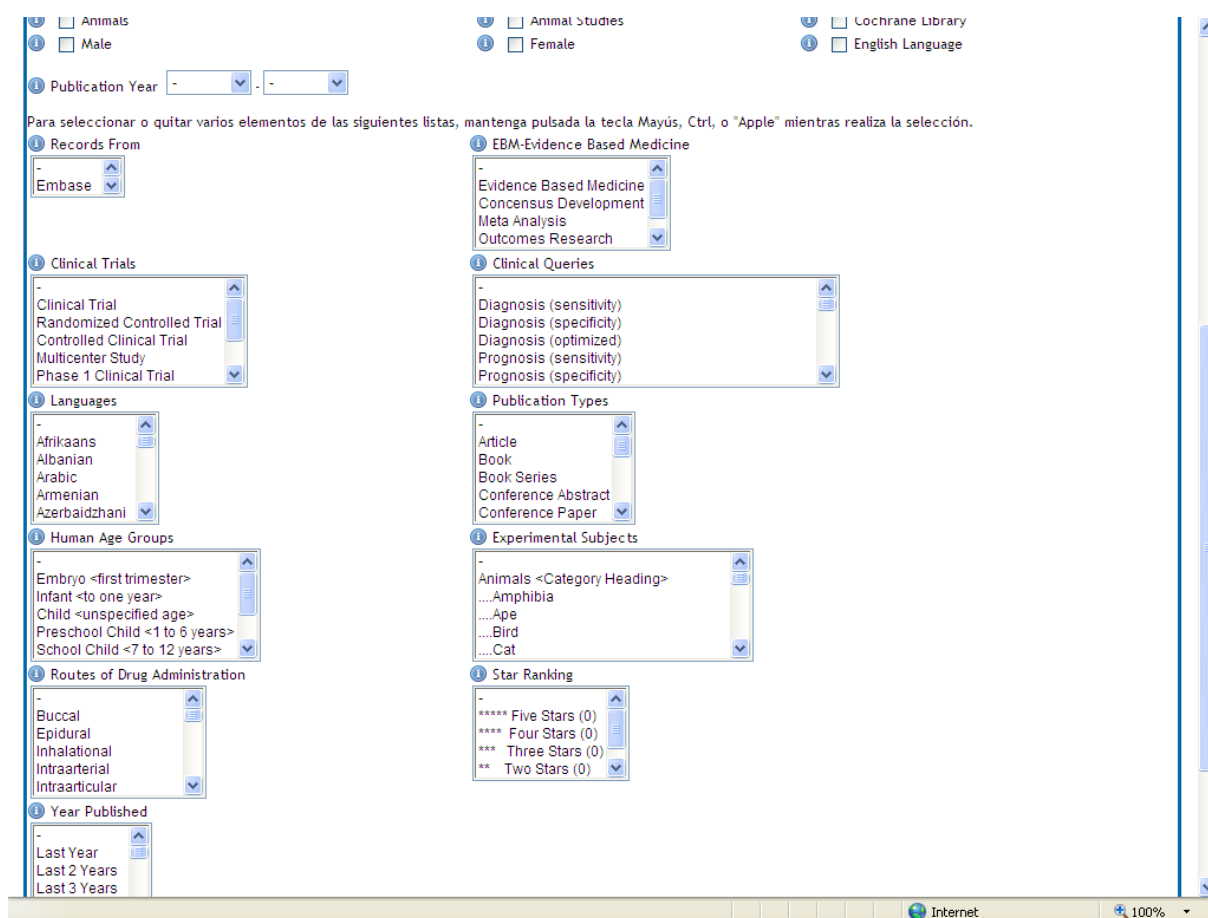 Animals Animal Studies Cochrane Library
Male Female English Language
Publication Year - - -
Para seleccionar o quitar varios elementos de las siguientes listas, mantenga pulsada la tecla Mayús, Ctrl, o "Apple" mientras realiza la selección.
Records From
-
Embase
EBM-Evidence Based Medicine
-
Evidence Based Medicine
Concensus Development
Meta Analysis
Outcomes Research
Clinical Trials
-
Clinical Trial
Randomized Controlled Trial
Controlled Clinical Trial
Multicenter Study
Phase 1 Clinical Trial
Clinical Queries
-
Diagnosis (sensitivity)
Diagnosis (specificity)
Diagnosis (optimized)
Prognosis (sensitivity)
Prognosis (specificity)
Languages
-
Afrikaans
Albanian
Arabic
Armenian
Azerbaidzhani
Publication Types
-
Article
Book
Book Series
Conference Abstract
Conference Paper
Human Age Groups
-
Embryo <first trimester>
Infant <to one year>
Child <unspecified age>
Preschool Child <1 to 6 years>
School Child <7 to 12 years>
Experimental Subjects
-
Animals <Category Heading>
....Amphibia
....Ape
....Bird
....Cat
Routes of Drug Administration
-
Buccal
Epidural
Inhalational
Intraarterial
Intraarticular
Star Ranking
-
***** Five Stars (0)
**** Four Stars (0)
*** Three Stars (0)
** Two Stars (0)
Year Published
-
Last Year
Last 2 Years
Last 3 Years
Internet 100%